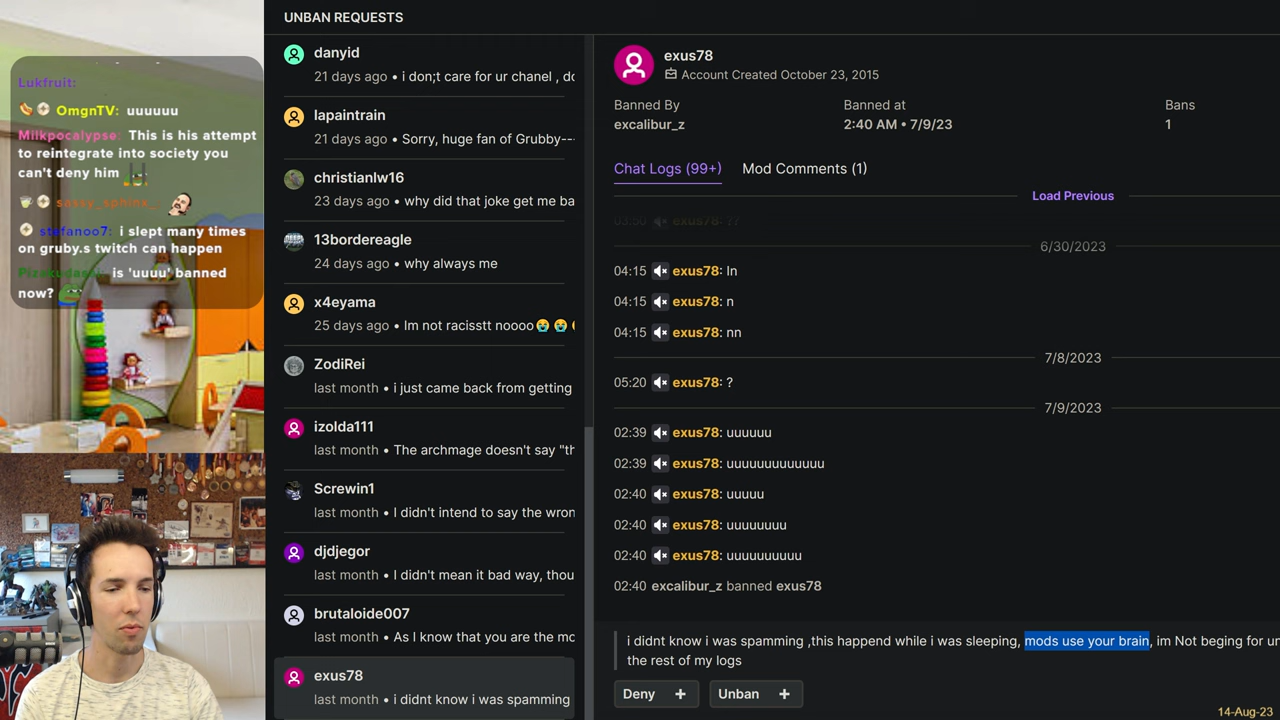 UNBAN REQUESTS
Lukfruit:
OmgnTV: uuuuuu
Milkpocalypse: This is his attempt
to reintegrate into society you
can't deny him
sassy_sphinx_:
stefanoo7: i slept many times
on gruby.s twitch can happen
is 'uuuu' banned
now?
danyid
21 days ago • i don;t care for ur chanel , do
lapaintrain
21 days ago • Sorry, huge fan of Grubby--
christianlw16
23 days ago • why did that joke get me ba
13bordereagle
24 days ago • why always me
x4eyama
25 days ago • Im not racisstt noooo😭😭
ZodiRei
last month • i just came back from getting
izolda111
last month • The archmage doesn't say "th
Screwin1
last month • I didn't intend to say the wron
djdjegor
last month • I didn't mean it bad way, thou
brutaloide007
last month • As I know that you are the mo
exus78
last month • i didnt know i was spamming
exus78
Account Created October 23, 2015
Banned By Banned at Bans
excalibur_z 2:40 AM • 7/9/23 1
Chat Logs (99+) Mod Comments (1)
Load Previous
03:50 exus78: ??
6/30/2023
04:15 exus78: ln
04:15 exus78: n
04:15 exus78: nn
7/8/2023
05:20 exus78: ?
7/9/2023
02:39 exus78: uuuuuu
02:39 exus78: uuuuuuuuuuuuu
02:40 exus78: uuuuu
02:40 exus78: uuuuuuuu
02:40 exus78: uuuuuuuuuu
02:40 excalibur_z banned exus78
i didnt know i was spamming ,this happend while i was sleeping, mods use your brain, im Not beging for un
the rest of my logs
Deny + Unban +
14-Aug-23